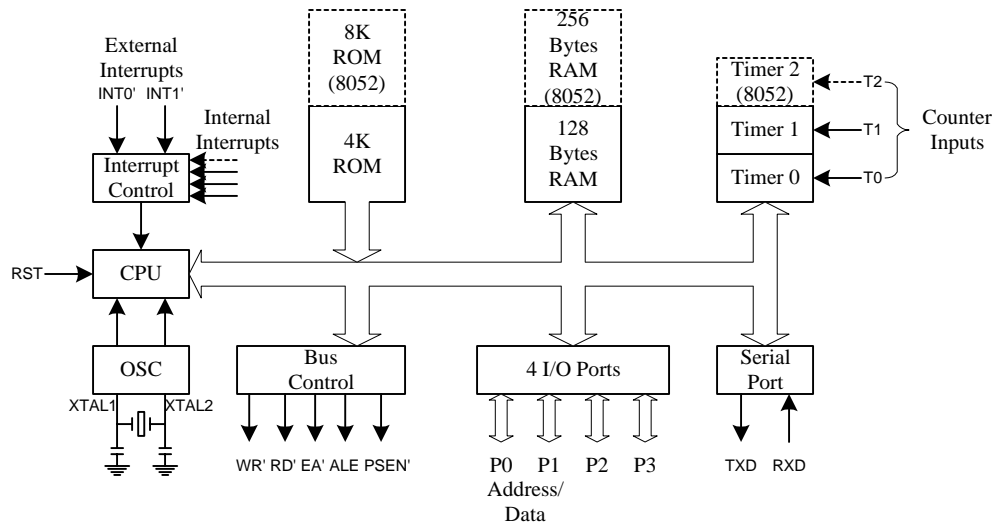 External
Interrupts
INT0' INT1'
Internal
Interrupts
Interrupt
Control
8K
ROM
(8052)
4K
ROM
256
Bytes
RAM
(8052)
128
Bytes
RAM
Timer 2
(8052)
Timer 1
Timer 0
T2
T1
T0
Counter
Inputs
RST
CPU
OSC
XTAL1 XTAL2
Bus
Control
WR' RD' EA' ALE PSEN'
4 I/O Ports
P0 P1 P2 P3
Address/
Data
Serial
Port
TXD RXD